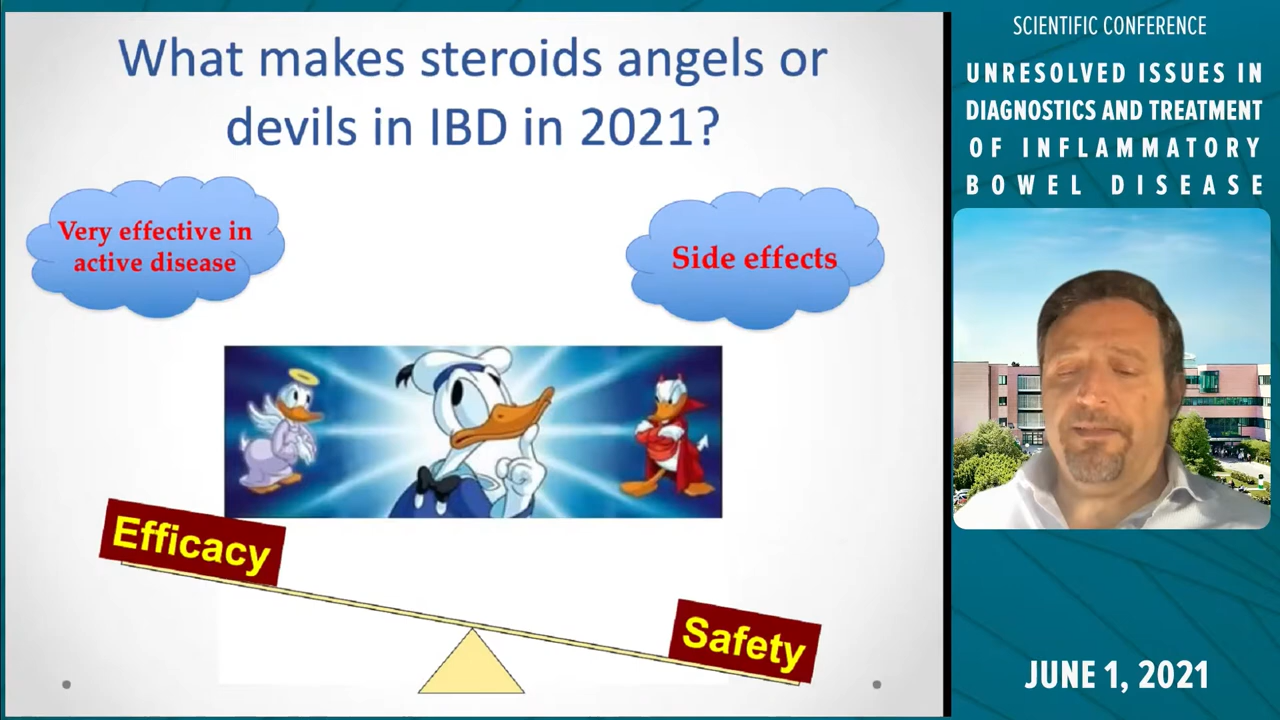 What makes steroids angels or
devils in IBD in 2021?
Very effective in
active disease
Side effects
Efficacy
Safety
SCIENTIFIC CONFERENCE
UNRESOLVED ISSUES IN
DIAGNOSTICS AND TREATMENT
OF INFLAMMATORY
BOWEL DISEASE
JUNE 1, 2021